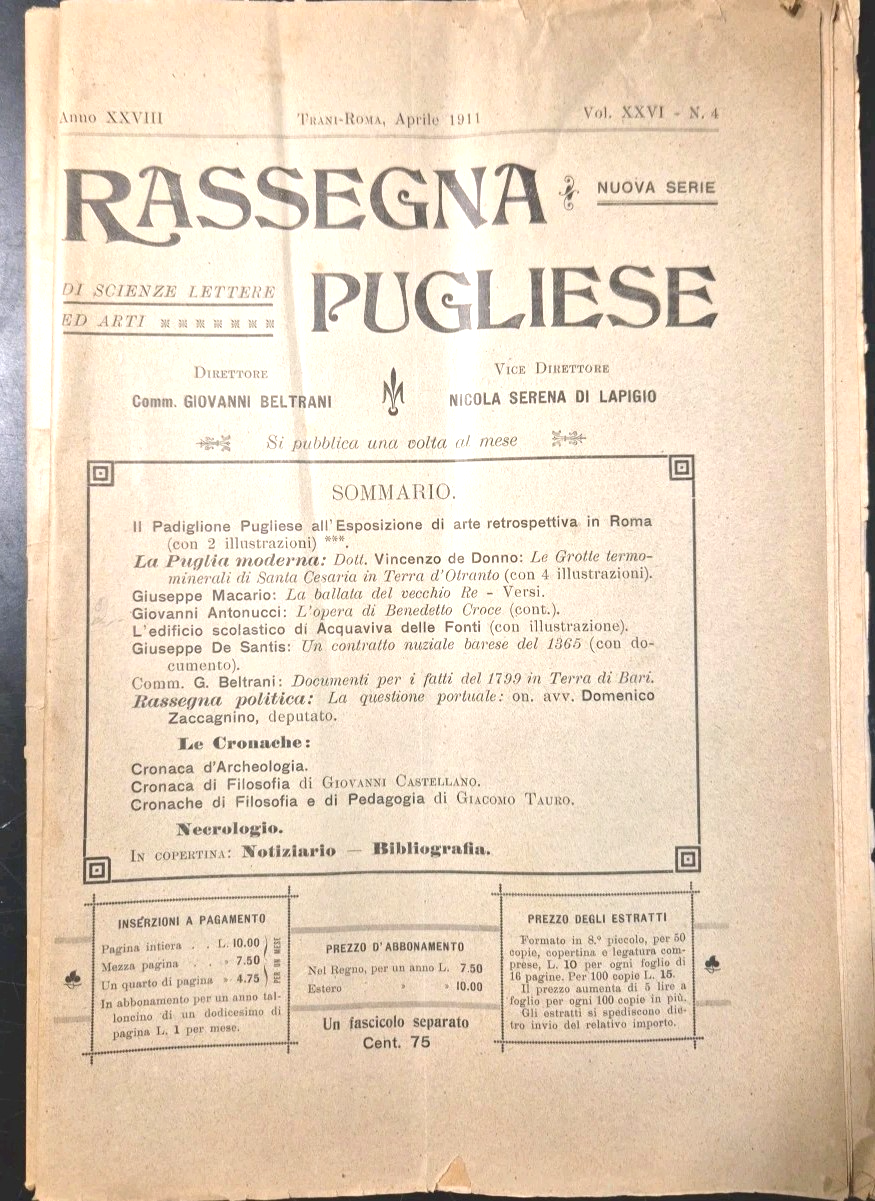 Anno XXVIII TRANI-ROMA, Aprile 1911 Vol. XXVI - N. 4
RASSEGNA NUOVA SERIE
DI SCIENZE LETTERE
ED ARTI
PUGLIESE
DIRETTORE
Comm. GIOVANNI BELTRANI
VICE DIRETTORE
NICOLA SERENA DI LAPIGIO
Si pubblica una volta al mese
SOMMARIO.
Il Padiglione Pugliese all'Esposizione di arte retrospettiva in Roma
(con 2 illustrazioni) ***.
La Puglia moderna: Dott. Vincenzo de Donno: Le Grotte termo-
minerali di Santa Cesaria in Terra d'Otranto (con 4 illustrazioni).
Giuseppe Macario: La ballata del vecchio Re - Versi.
Giovanni Antonucci: L'opera di Benedetto Croce (cont.).
L'edificio scolastico di Acquaviva delle Fonti (con illustrazione).
Giuseppe De Santis: Un contratto nuziale barese del 1365 (con do-
cumento).
Comm. G. Beltrani: Documenti per i fatti del 1799 in Terra di Bari.
Rassegna politica: La questione portuale: on. avv. Domenico
Zaccagnino, deputato.
Le Cronache:
Cronaca d'Archeologia.
Cronaca di Filosofia di GIOVANNI CASTELLANO.
Cronache di Filosofia e di Pedagogia di GIACOMO TAURO.
Necrologio.
IN COPERTINA: Notiziario — Bibliografia.
INSERZIONI A PAGAMENTO
Pagina intiera . . L. 10.00
Mezza pagina . . » 7.50
Un quarto di pagina » 4.75
PER UN MESE
In abbonamento per un anno tal-
loncino di un dodicesimo di
pagina L. 1 per mese.
PREZZO D'ABBONAMENTO
Nel Regno, per un anno L. 7.50
Estero » » 10.00
Un fascicolo separato
Cent. 75
PREZZO DEGLI ESTRATTI
Formato in 8.º piccolo, per 50
copie, copertina e legatura com-
prese, L. 10 per ogni foglio di
16 pagine. Per 100 copie L. 15.
Il prezzo aumenta di 5 lire a
foglio per ogni 100 copie in più.
Gli estratti si spediscono die-
tro invio del relativo importo.